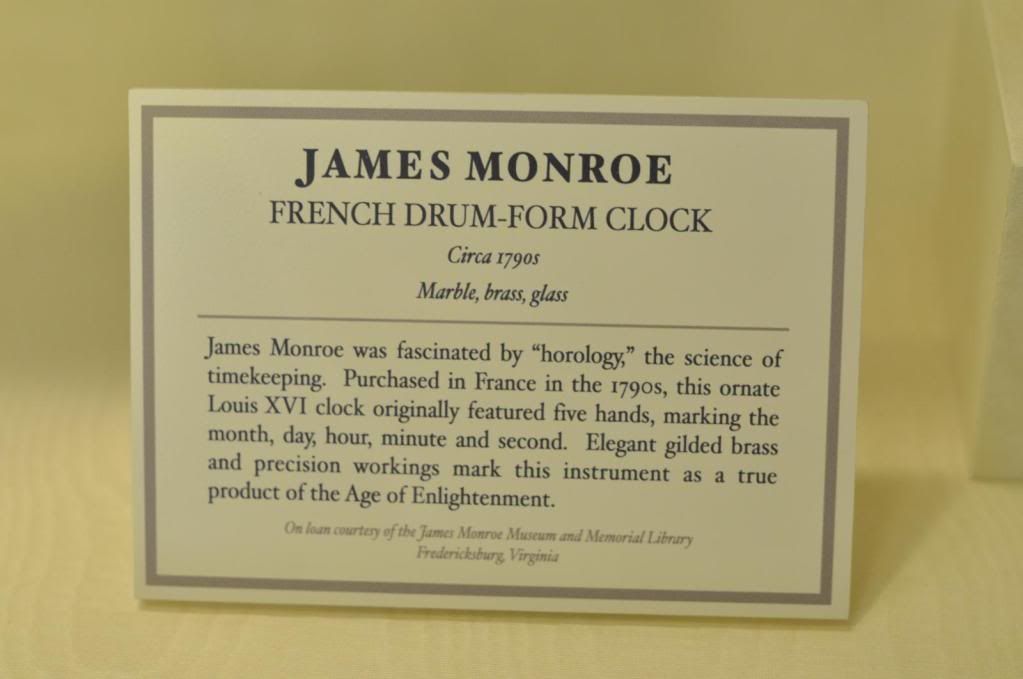 JAMES MONROE
FRENCH DRUM-FORM CLOCK
Circa 1790s
Marble, brass, glass
James Monroe was fascinated by “horology,” the science of
timekeeping. Purchased in France in the 1790s, this ornate
Louis XVI clock originally featured five hands, marking the
month, day, hour, minute and second. Elegant gilded brass
and precision workings mark this instrument as a true
product of the Age of Enlightenment.
On loan courtesy of the James Monroe Museum and Memorial Library
Fredericksburg, Virginia